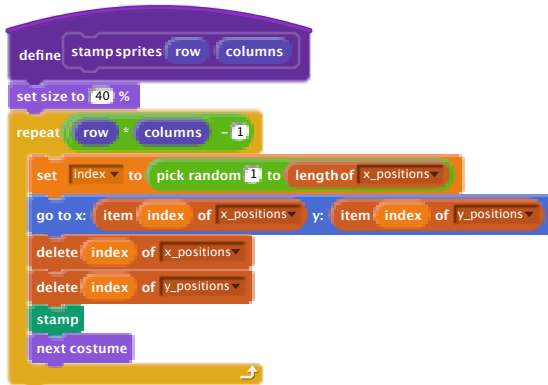 define stamp sprites row columns
set size to 40 %
repeat row * columns - 1
set index to pick random 1 to length of x_positions
go to x: item index of x_positions y: item index of y_positions
delete index of x_positions
delete index of y_positions
stamp
next costume